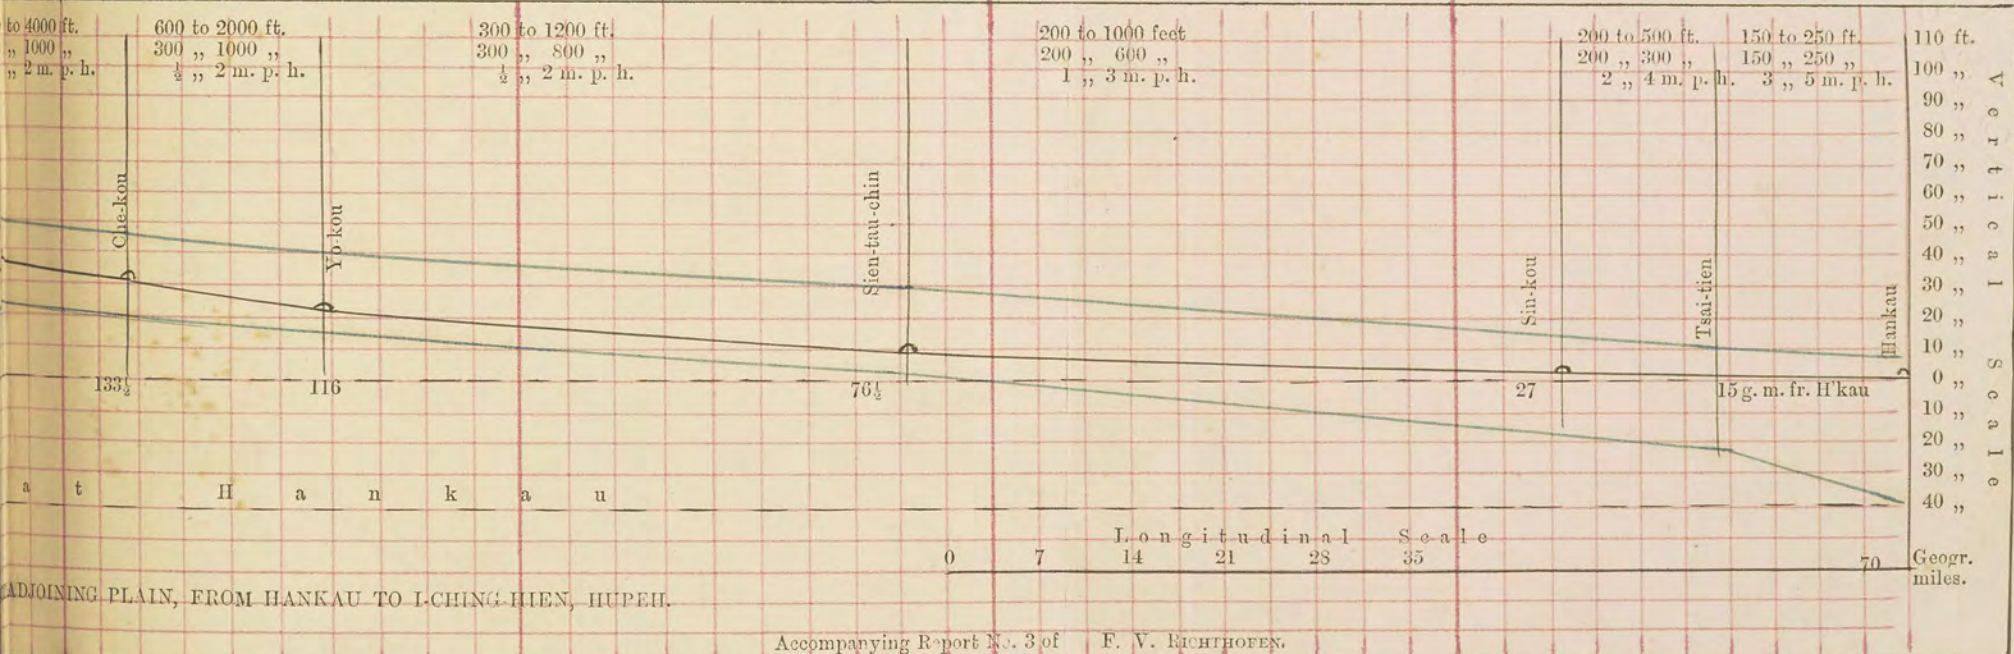 to 4000 ft.
„ 1000 „
„ 2 m. p. h.
600 to 2000 ft.
300 „ 1000 „
½ „ 2 m. p. h.
300 to 1200 ft.
300 „ 800 „
½ „ 2 m. p. h.
200 to 1000 feet
200 „ 600 „
1 „ 3 m. p. h.
200 to 500 ft.
200 „ 300 „
2 „ 4 m. p. h.
150 to 250 ft.
150 „ 250 „
3 „ 5 m. p. h.
110 ft.
100 „
90 „
80 „
70 „
60 „
50 „
40 „
30 „
20 „
10 „
0 „
10 „
20 „
30 „
40 „
Vertical Scale
Che-kou
Yo-kou
Sien-tau-chin
Sin-kou
Tsai-tien
Hankau
133½
116
76½
27
15 g. m. fr. H'kau
at Hankau
Longitudinal Scale
0 7 14 21 28 35 70
Geogr.
miles.
ADJOINING PLAIN, FROM HANKAU TO I-CHING-HIEN, HUPEH.
Accompanying Report No. 3 of F. V. RICHTHOFEN.